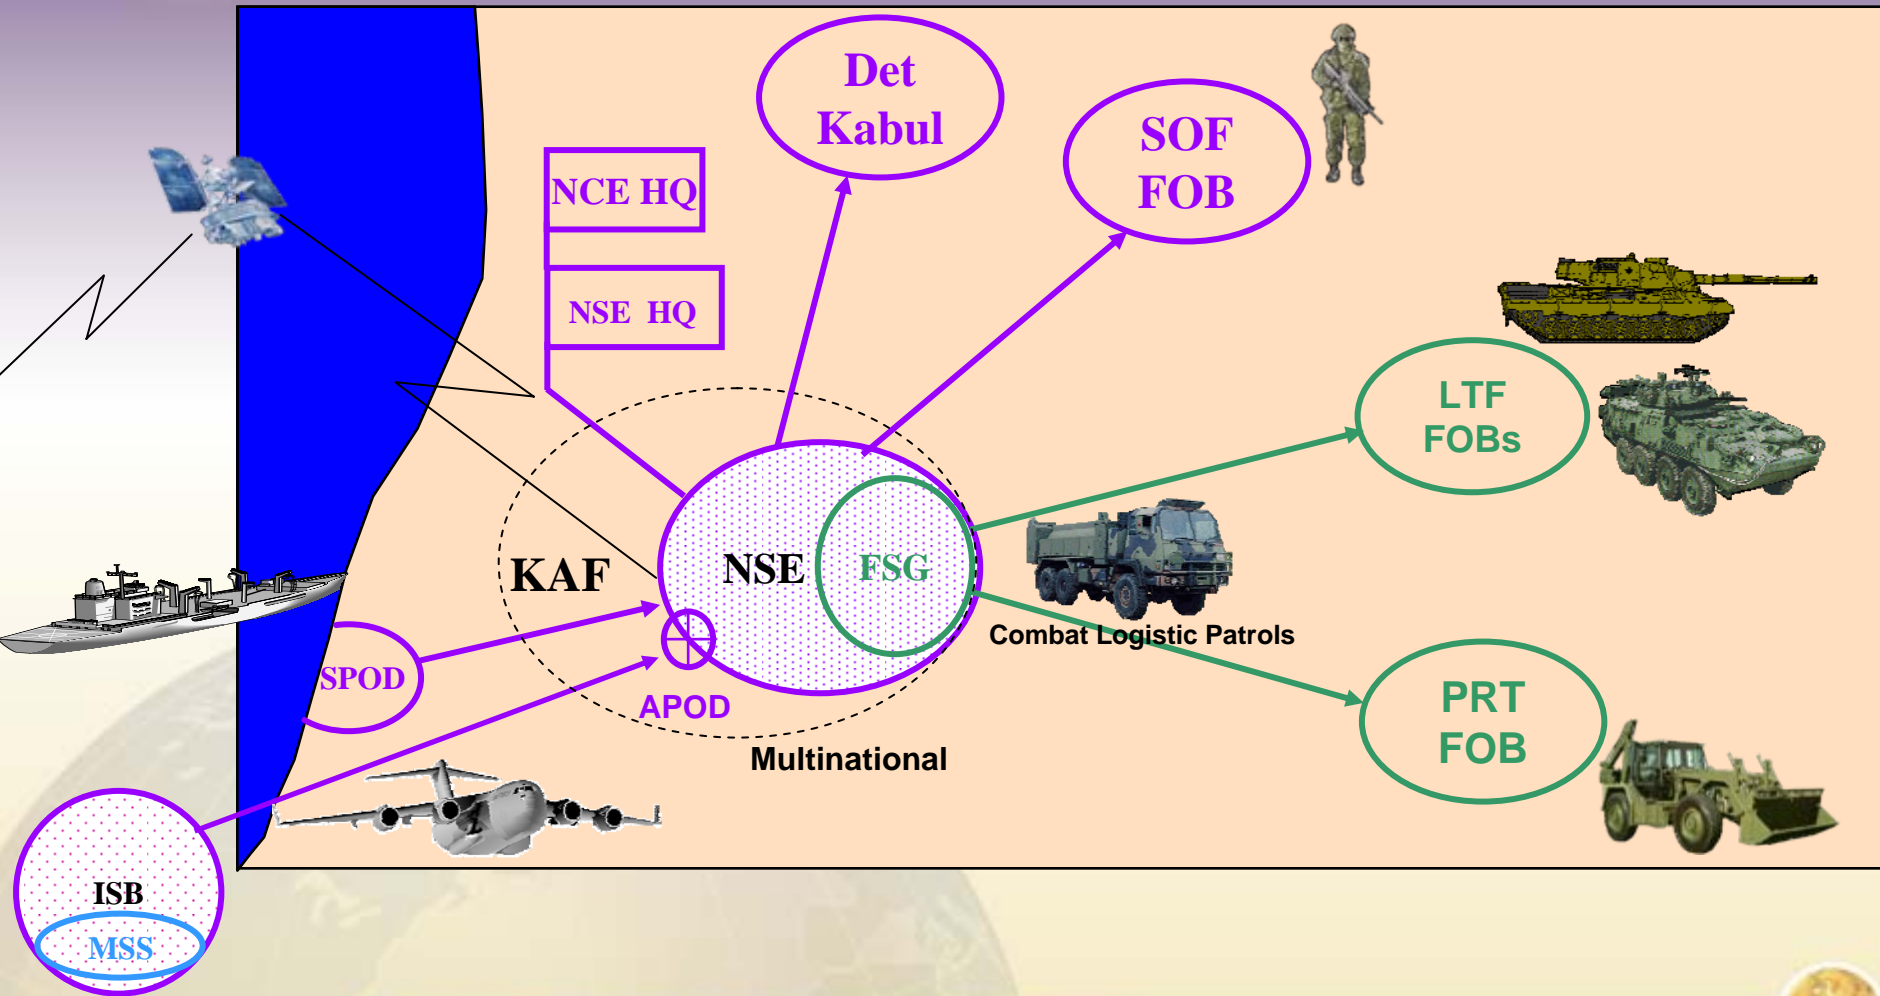 Det
Kabul
SOF
FOB
NCE HQ
NSE HQ
LTF
FOBs
KAF
NSE
FSG
Combat Logistic Patrols
SPOD
APOD
PRT
FOB
Multinational
ISB
MSS